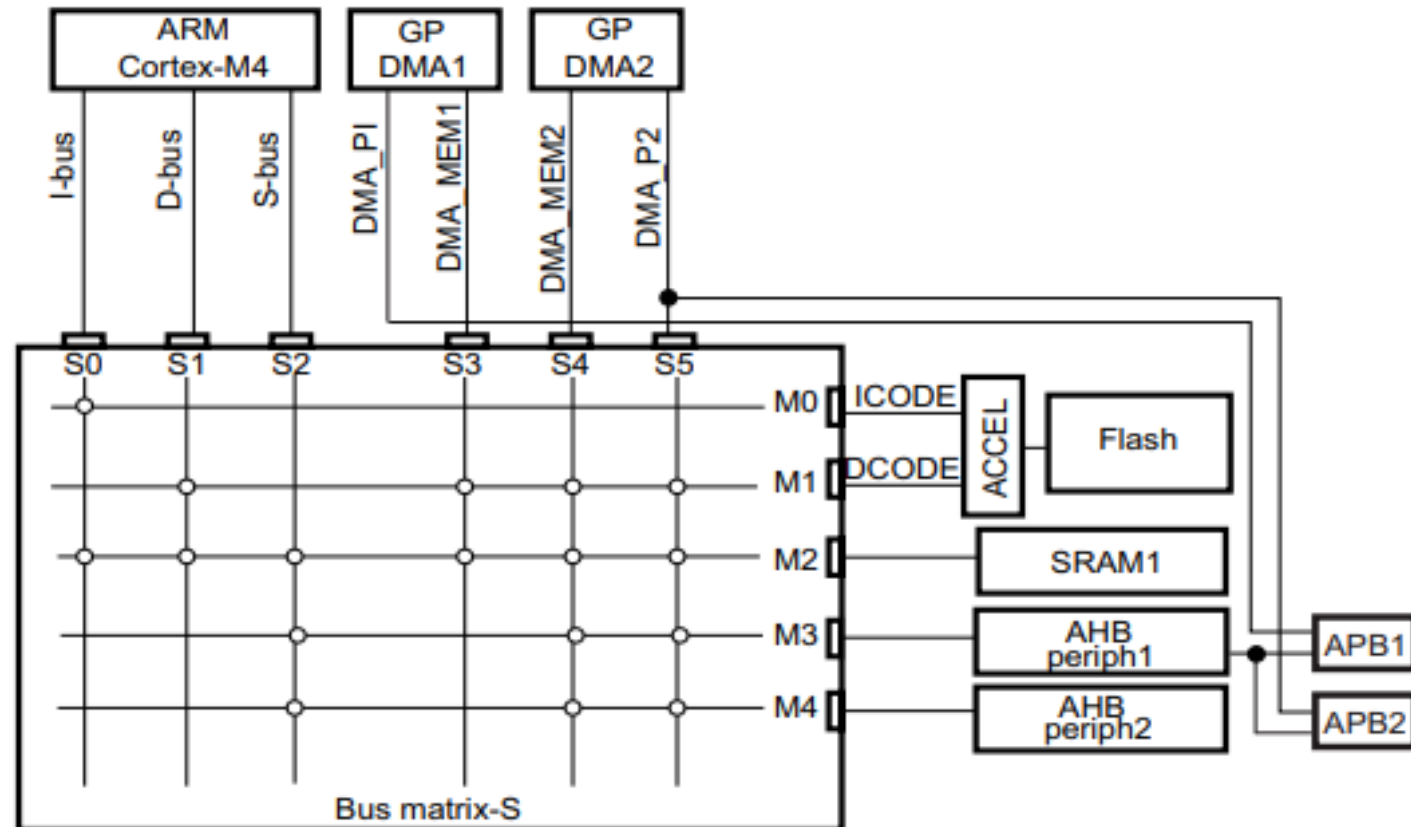 ARM
Cortex-M4
GP
DMA1
GP
DMA2
I-bus
D-bus
S-bus
DMA_PI
DMA_MEM1
DMA_MEM2
DMA_P2
S0
S1
S2
S3
S4
S5
M0
ICODE
M1
DCODE
ACCEL
Flash
M2
SRAM1
M3
AHB
periph1
APB1
M4
AHB
periph2
APB2
Bus matrix-S